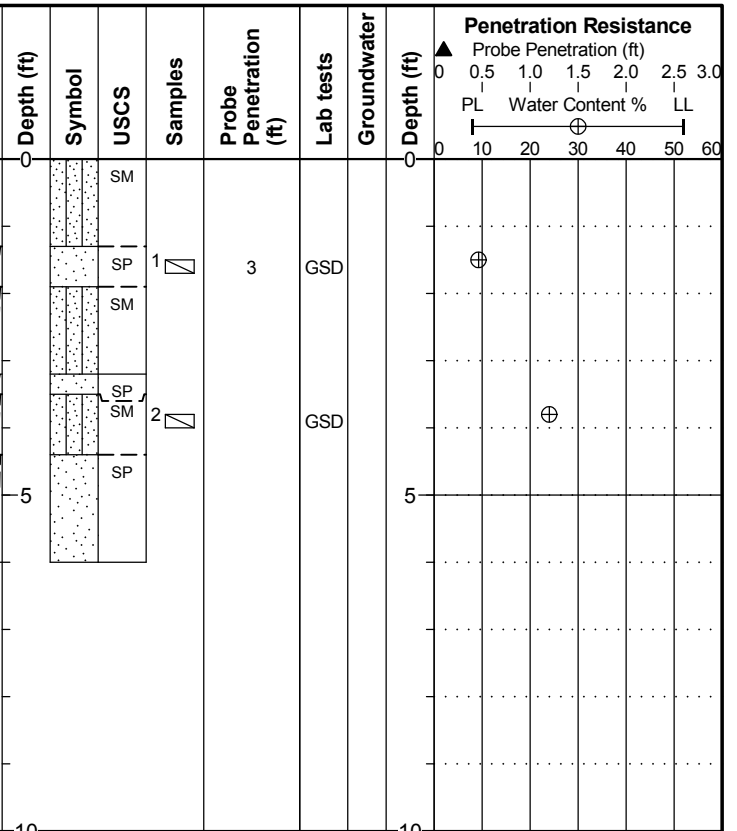 Depth (ft)
Symbol
USCS
Samples
Probe
Penetration
(ft)
Lab tests
Groundwater
Depth (ft)
Penetration Resistance
▲ Probe Penetration (ft)
0 0.5 1.0 1.5 2.0 2.5 3.0
PL Water Content % LL
0 10 20 30 40 50 60
0 0
SM
SP 1 3 GSD
SM
SP
SM 2 GSD
SP
5 5
10 10